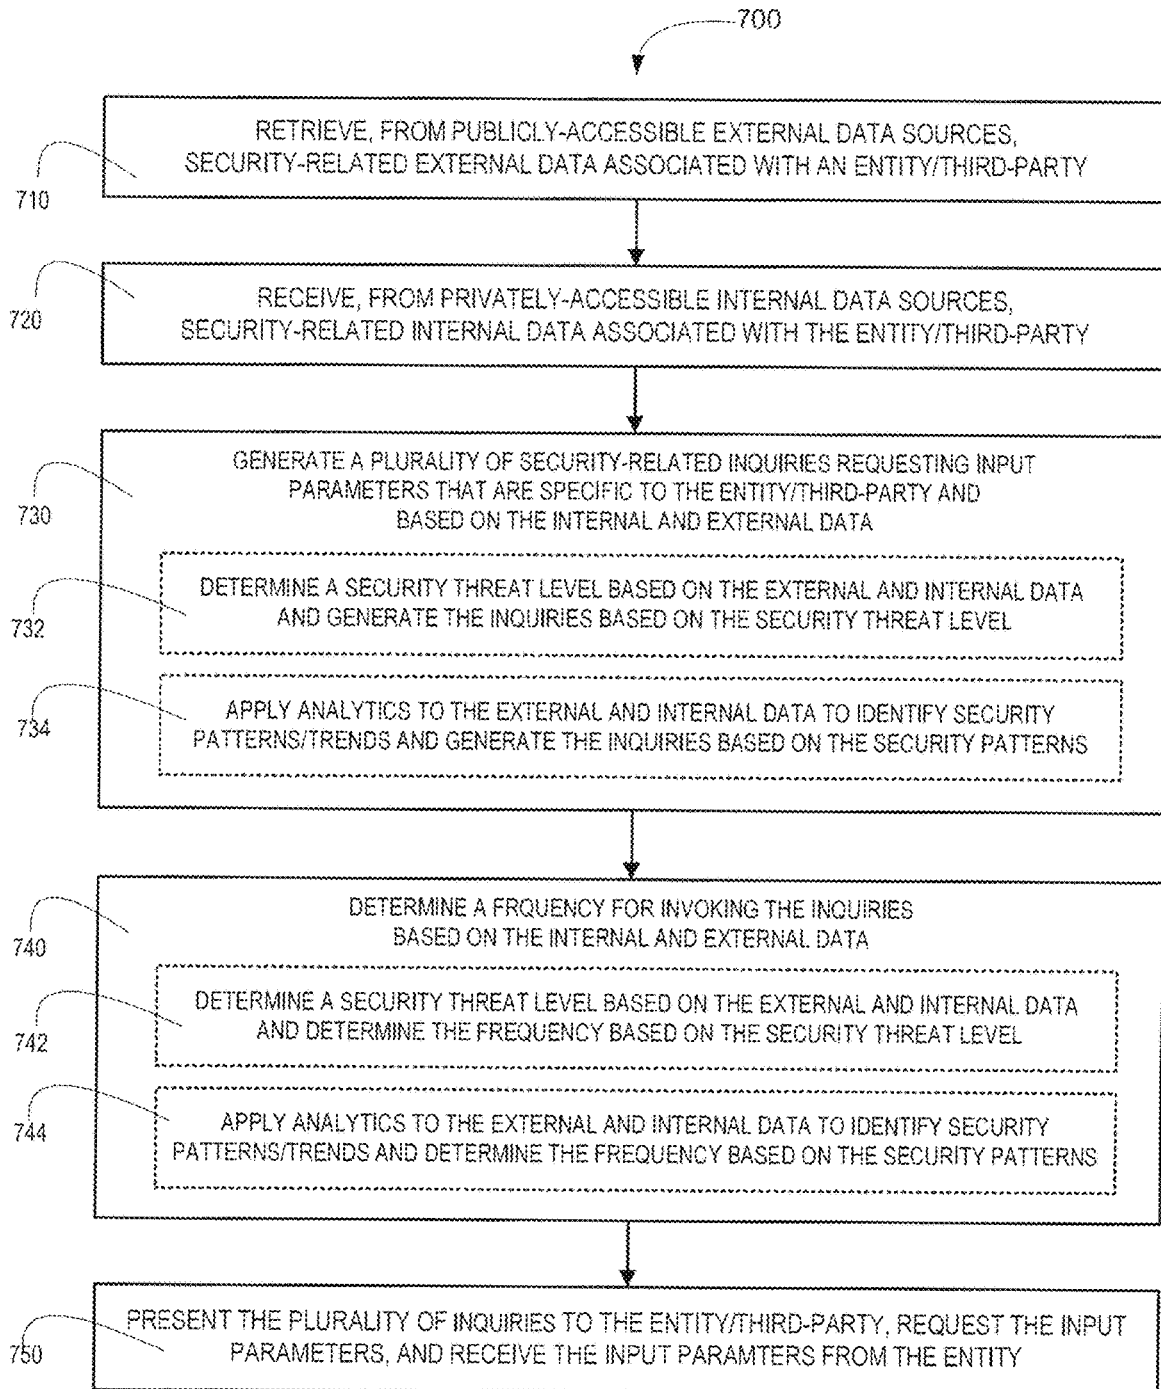 700
RETRIEVE, FROM PUBLICLY-ACCESSIBLE EXTERNAL DATA SOURCES,
SECURITY-RELATED EXTERNAL DATA ASSOCIATED WITH AN ENTITY/THIRD-PARTY
710
RECEIVE, FROM PRIVATELY-ACCESSIBLE INTERNAL DATA SOURCES,
SECURITY-RELATED INTERNAL DATA ASSOCIATED WITH THE ENTITY/THIRD-PARTY
720
GENERATE A PLURALITY OF SECURITY-RELATED INQUIRIES REQUESTING INPUT
PARAMETERS THAT ARE SPECIFIC TO THE ENTITY/THIRD-PARTY AND
BASED ON THE INTERNAL AND EXTERNAL DATA
730
DETERMINE A SECURITY THREAT LEVEL BASED ON THE EXTERNAL AND INTERNAL DATA
AND GENERATE THE INQUIRIES BASED ON THE SECURITY THREAT LEVEL
732
APPLY ANALYTICS TO THE EXTERNAL AND INTERNAL DATA TO IDENTIFY SECURITY
PATTERNS/TRENDS AND GENERATE THE INQUIRIES BASED ON THE SECURITY PATTERNS
734
DETERMINE A FRQUENCY FOR INVOKING THE INQUIRIES
BASED ON THE INTERNAL AND EXTERNAL DATA
740
DETERMINE A SECURITY THREAT LEVEL BASED ON THE EXTERNAL AND INTERNAL DATA
AND DETERMINE THE FREQUENCY BASED ON THE SECURITY THREAT LEVEL
742
APPLY ANALYTICS TO THE EXTERNAL AND INTERNAL DATA TO IDENTIFY SECURITY
PATTERNS/TRENDS AND DETERMINE THE FREQUENCY BASED ON THE SECURITY PATTERNS
744
PRESENT THE PLURALITY OF INQUIRIES TO THE ENTITY/THIRD-PARTY, REQUEST THE INPUT
PARAMETERS, AND RECEIVE THE INPUT PARAMTERS FROM THE ENTITY
750